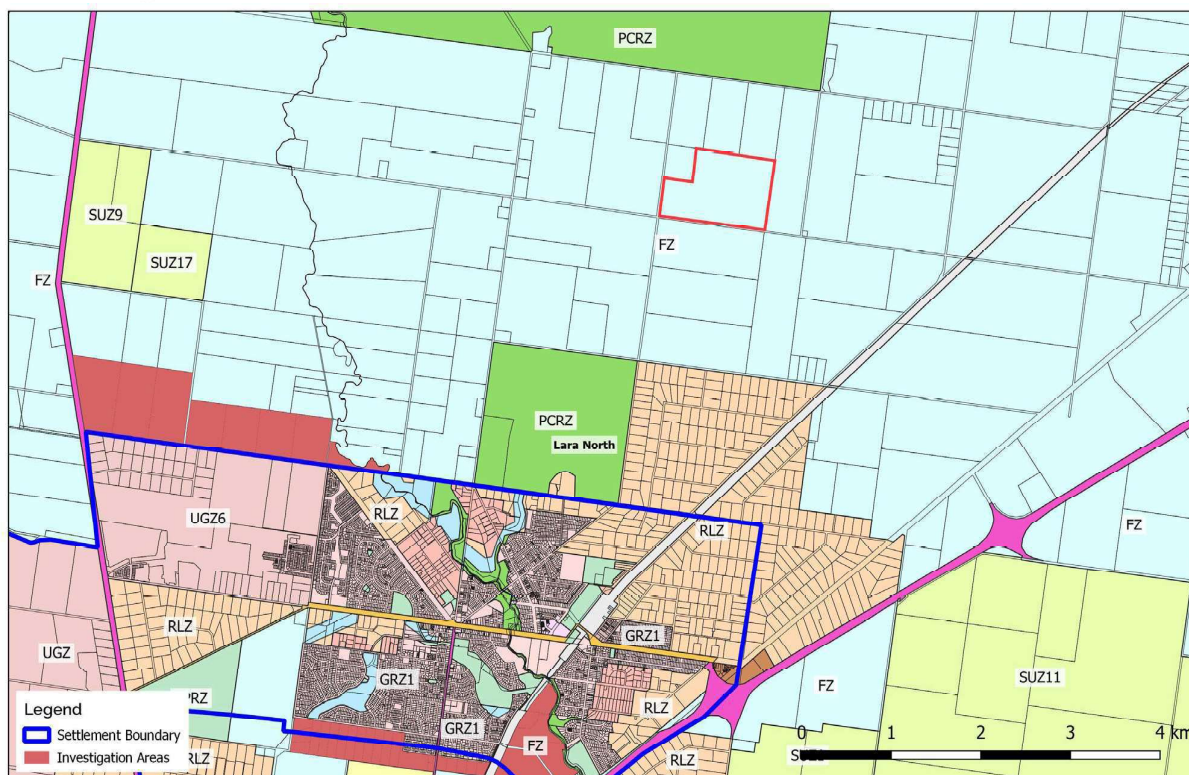 PCRZ
SUZ9
SUZ17
FZ
FZ
PCRZ
Lara North
UGZ6
RLZ
RLZ
FZ
RLZ
GRZ1
UGZ
GRZ1
SUZ11
RLZ
FZ
GRZ1
FZ
RLZ
RLZ
Legend
Settlement Boundary
Investigation Areas
0 1 2 3 4 km